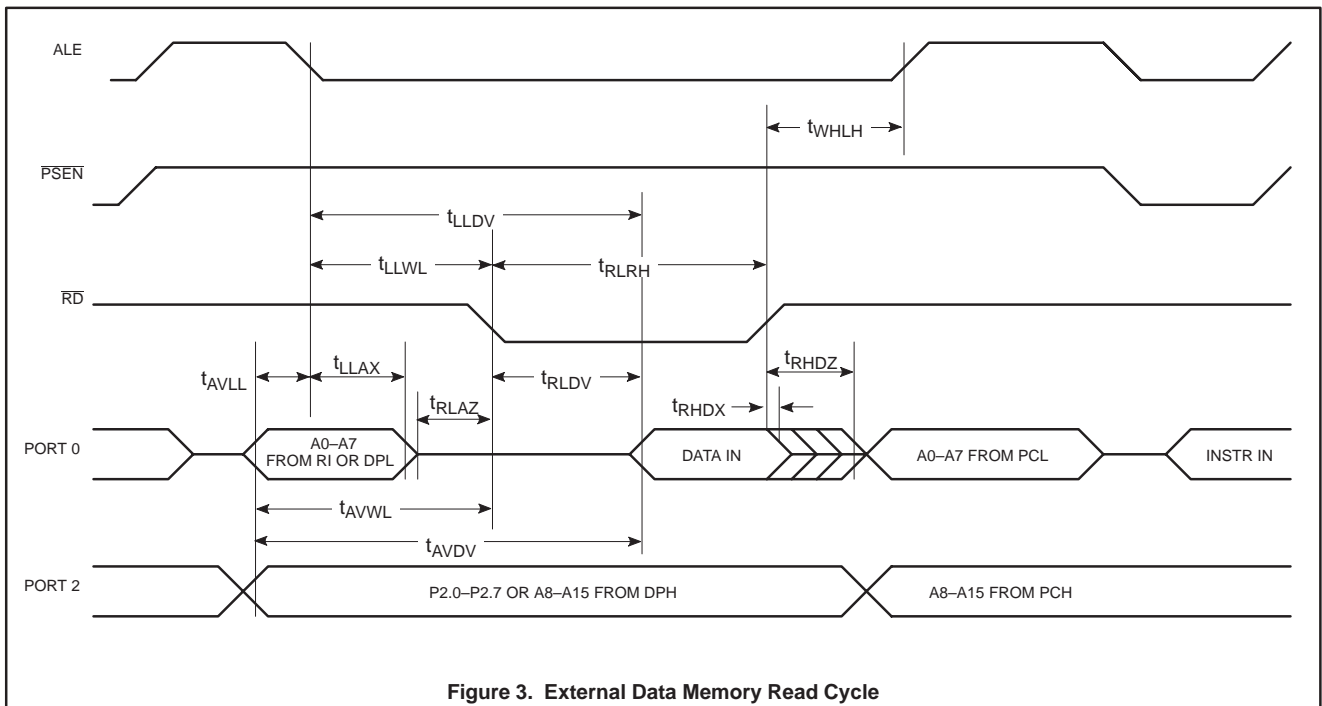 ALE
tWHLH
PSEN
tLLDV
tLLWL
tRLRH
RD
tAVLL
tLLAX
tRLAZ
tRLDV
tRHDZ
tRHDX
PORT 0
A0–A7
FROM RI OR DPL
DATA IN
A0–A7 FROM PCL
INSTR IN
tAVWL
tAVDV
PORT 2
P2.0–P2.7 OR A8–A15 FROM DPH
A8–A15 FROM PCH
Figure 3. External Data Memory Read Cycle